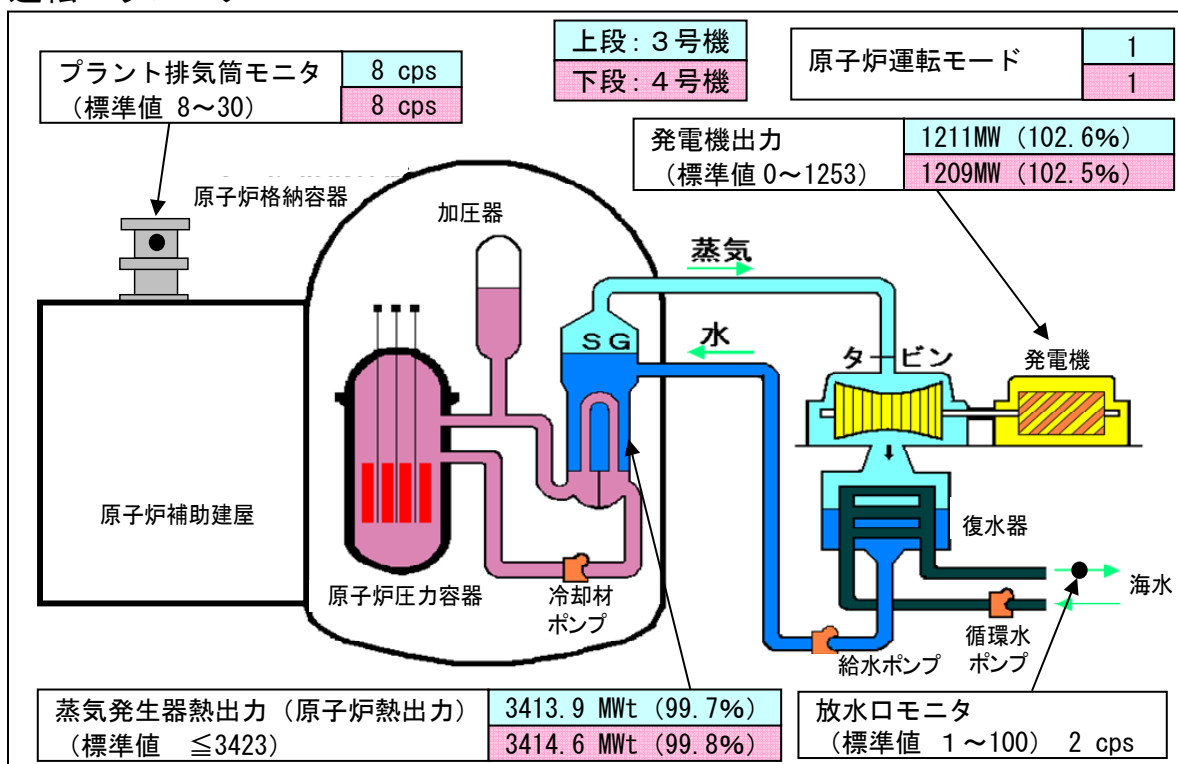 プラント排気筒モニタ
(標準値 8～30)
8 cps
8 cps
上段:３号機
下段:４号機
原子炉運転モード
1
1
発電機出力
(標準値0～1253)
1211MW (102.6%)
1209MW (102.5%)
原子炉格納容器
加圧器
蒸気
水
SG
タービン
発電機
原子炉補助建屋
原子炉圧力容器
冷却材
ポンプ
復水器
海水
循環水
ポンプ
給水ポンプ
蒸気発生器熱出力（原子炉熱出力）
(標準値　≦3423)
3413.9 MWt (99.7%)
3414.6 MWt (99.8%)
放水口モニタ
(標準値 １～100) 2 cps